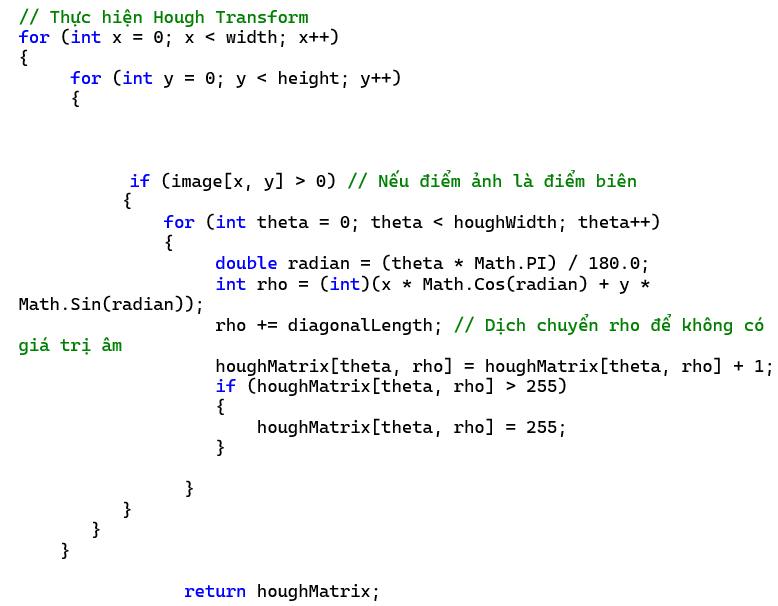 // Thực hiện Hough Transform
for (int x = 0; x < width; x++)
{
for (int y = 0; y < height; y++)
{
if (image[x, y] > 0) // Nếu điểm ảnh là điểm biên
{
for (int theta = 0; theta < houghWidth; theta++)
{
double radian = (theta * Math.PI) / 180.0;
int rho = (int)(x * Math.Cos(radian) + y *
Math.Sin(radian));
rho += diagonalLength; // Dịch chuyển rho để không có
giá trị âm
houghMatrix[theta, rho] = houghMatrix[theta, rho] + 1;
if (houghMatrix[theta, rho] > 255)
{
houghMatrix[theta, rho] = 255;
}
}
}
}
}
return houghMatrix;